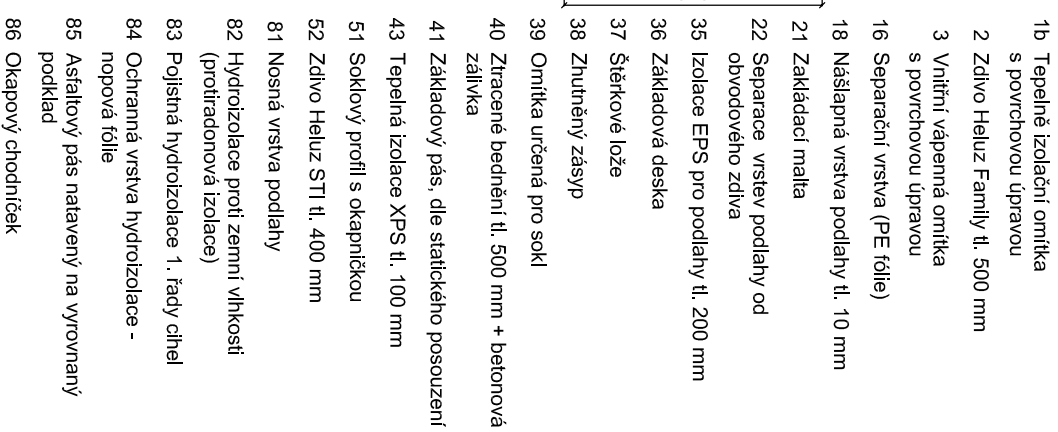 1b Tepelně izolační omítka
s povrchovou úpravou
2 Zdivo Heluz Family tl. 500 mm
3 Vnitřní vápenná omítka
s povrchovou úpravou
16 Separační vrstva (PE fólie)
18 Nášlapná vrstva podlahy tl. 10 mm
21 Zakládací malta
22 Separace vrstev podlahy od
obvodového zdiva
35 Izolace EPS pro podlahy tl. 200 mm
36 Základová deska
37 Štěrkové lože
38 Zhutněný zásyp
39 Omítka určená pro sokl
40 Ztracené bednění tl. 500 mm + betonová
zálivka
41 Základový pás, dle statického posouzení
43 Tepelná izolace XPS tl. 100 mm
51 Soklový profil s okapničkou
52 Zdivo Heluz STI tl. 400 mm
81 Nosná vrstva podlahy
82 Hydroizolace proti zemní vlhkosti
(protiradonová izolace)
83 Pojistná hydroizolace 1. řady cihel
84 Ochranná vrstva hydroizolace -
nopová fólie
85 Asfaltový pás natavený na vyrovnaný
podklad
86 Okapový chodníček